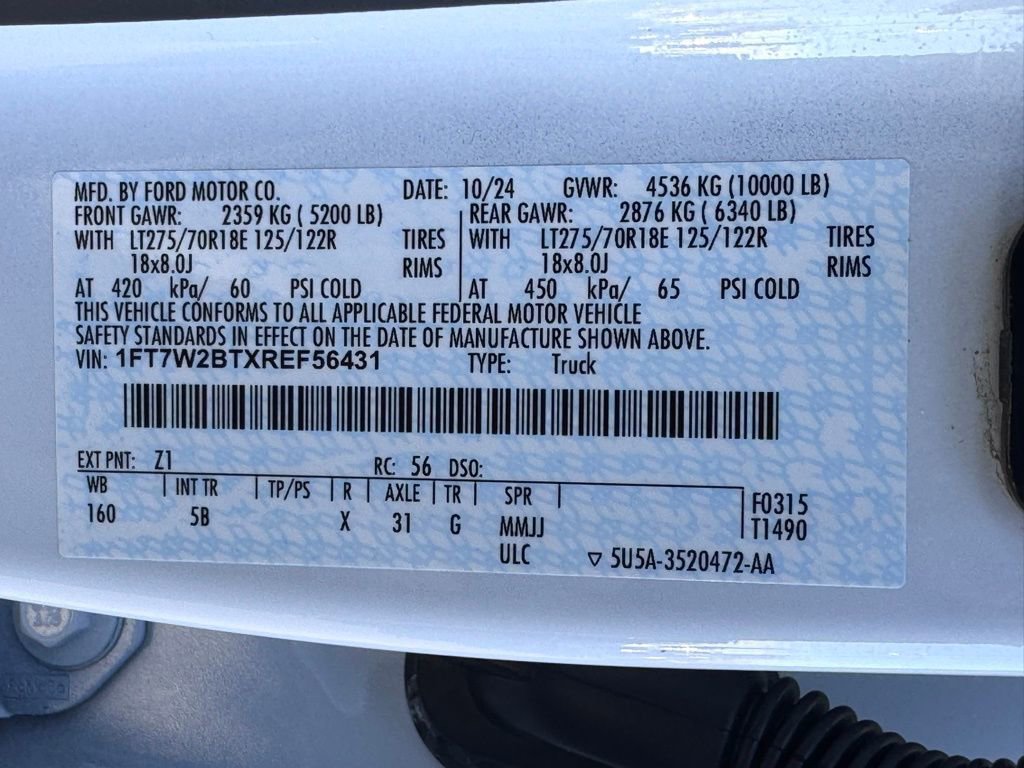 MFD. BY FORD MOTOR CO. DATE: 10/24 GVWR: 4536 KG (10000 LB)
FRONT GAWR: 2359 KG ( 5200 LB) REAR GAWR: 2876 KG ( 6340 LB)
WITH LT275/70R18E 125/122R TIRES WITH LT275/70R18E 125/122R TIRES
18x8.0J RIMS 18x8.0J RIMS
AT 420 kPa/ 60 PSI COLD AT 450 kPa/ 65 PSI COLD
THIS VEHICLE CONFORMS TO ALL APPLICABLE FEDERAL MOTOR VEHICLE
SAFETY STANDARDS IN EFFECT ON THE DATE OF MANUFACTURE SHOWN ABOVE.
VIN: 1FT7W2BTXREF56431 TYPE: Truck
EXT PNT: Z1 RC: 56 DSO:
WB INT TR TP/PS R AXLE TR SPR F0315
160 5B X 31 G MMJJ T1490
ULC ▽ 5U5A-3520472-AA